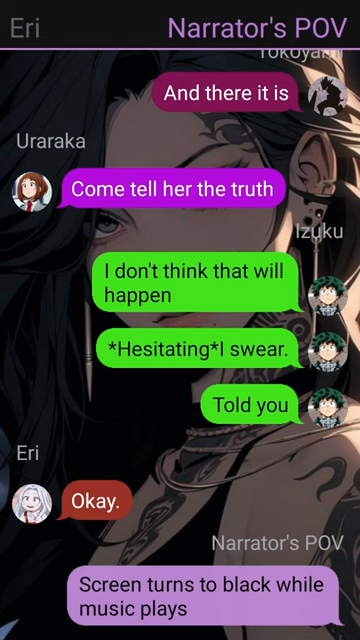 Eri
Narrator's POV
Tokoyami
And there it is
Uraraka
Come tell her the truth
Izuku
I don't think that will
happen
*Hesitating*I swear.
Told you
Eri
Okay.
Narrator's POV
Screen turns to black while
music plays